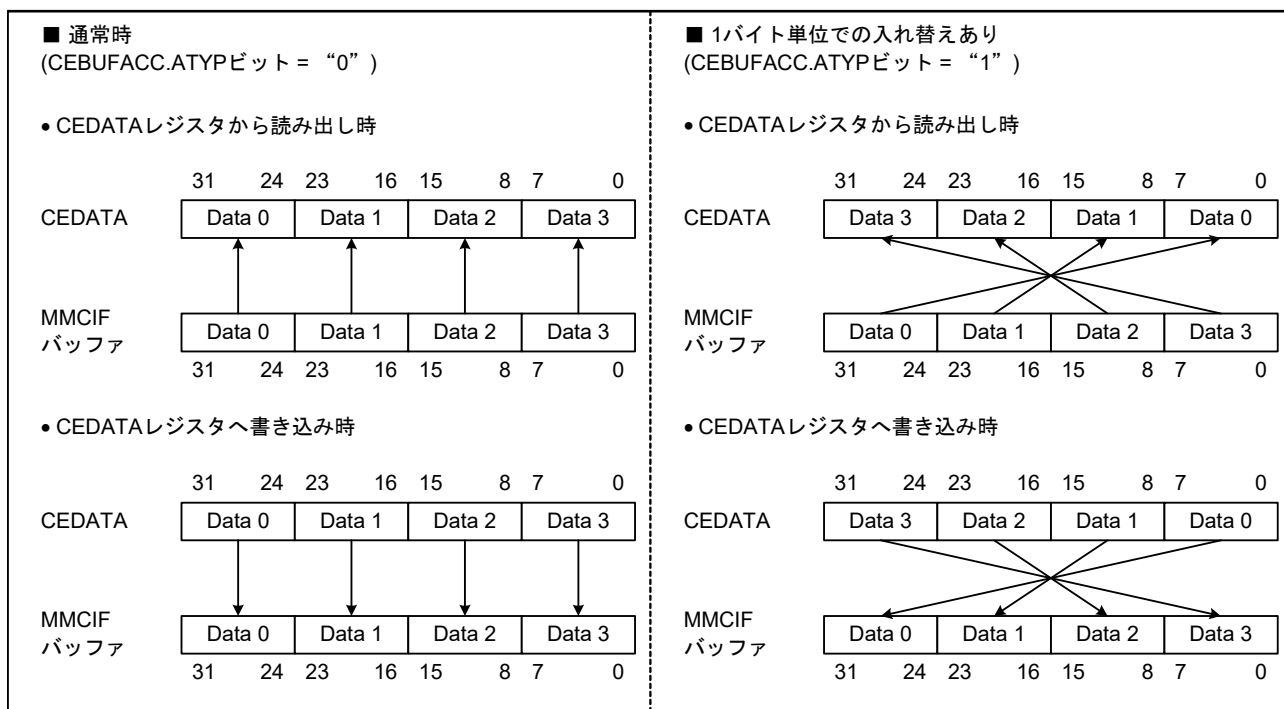 ■ 通常時
(CEBUFACC.ATYPビット = “0”)
• CEDATAレジスタから読み出し時
31 24 23 16 15 8 7 0
CEDATA Data 0 Data 1 Data 2 Data 3
MMCIF
バッファ Data 0 Data 1 Data 2 Data 3
31 24 23 16 15 8 7 0
• CEDATAレジスタへ書き込み時
31 24 23 16 15 8 7 0
CEDATA Data 0 Data 1 Data 2 Data 3
MMCIF
バッファ Data 0 Data 1 Data 2 Data 3
31 24 23 16 15 8 7 0
■ 1バイト単位での入れ替えあり
(CEBUFACC.ATYPビット = “1”)
• CEDATAレジスタから読み出し時
31 24 23 16 15 8 7 0
CEDATA Data 3 Data 2 Data 1 Data 0
MMCIF
バッファ Data 0 Data 1 Data 2 Data 3
31 24 23 16 15 8 7 0
• CEDATAレジスタへ書き込み時
31 24 23 16 15 8 7 0
CEDATA Data 3 Data 2 Data 1 Data 0
MMCIF
バッファ Data 0 Data 1 Data 2 Data 3
31 24 23 16 15 8 7 0